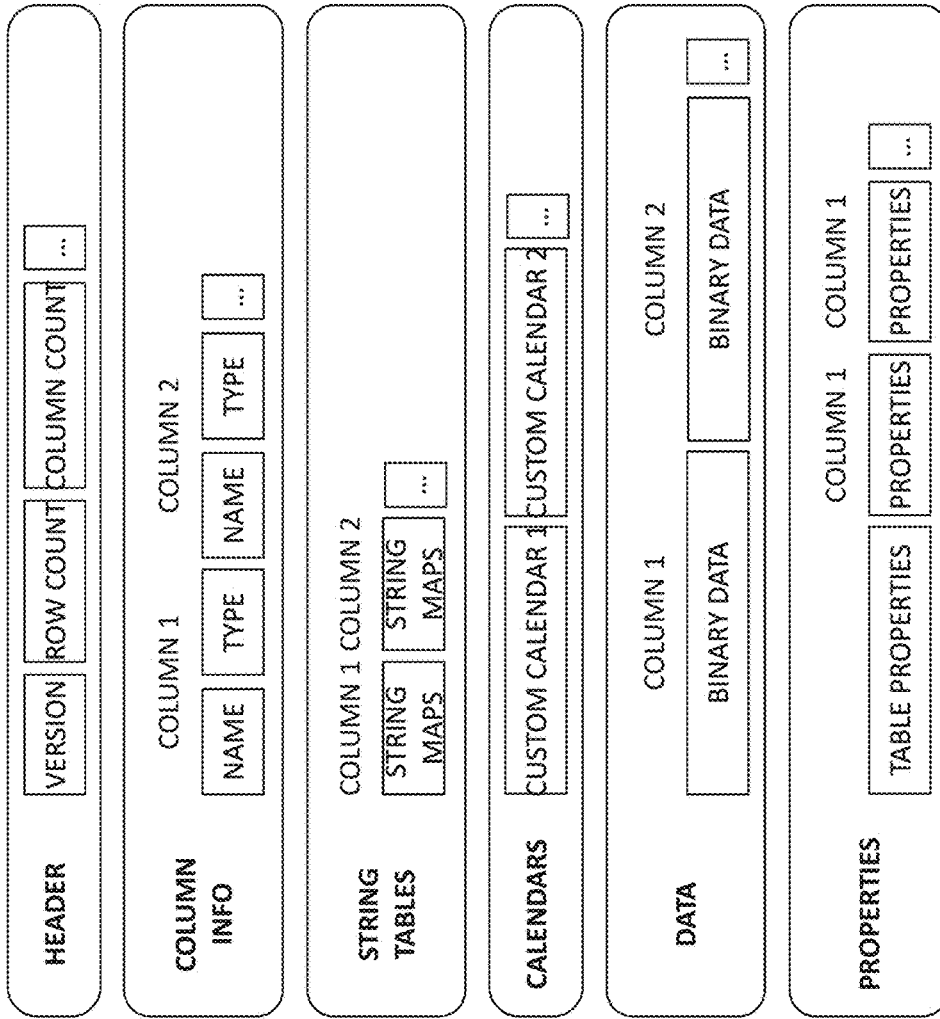 HEADER
VERSION
ROW COUNT
COLUMN COUNT
...
COLUMN
INFO
COLUMN 1
COLUMN 2
NAME
TYPE
NAME
TYPE
...
STRING
TABLES
COLUMN 1
COLUMN 2
STRING
MAPS
STRING
MAPS
...
CALENDARS
CUSTOM CALENDAR 1
CUSTOM CALENDAR 2
...
DATA
COLUMN 1
COLUMN 2
BINARY DATA
BINARY DATA
...
PROPERTIES
COLUMN 1
COLUMN 1
TABLE PROPERTIES
PROPERTIES
PROPERTIES
...